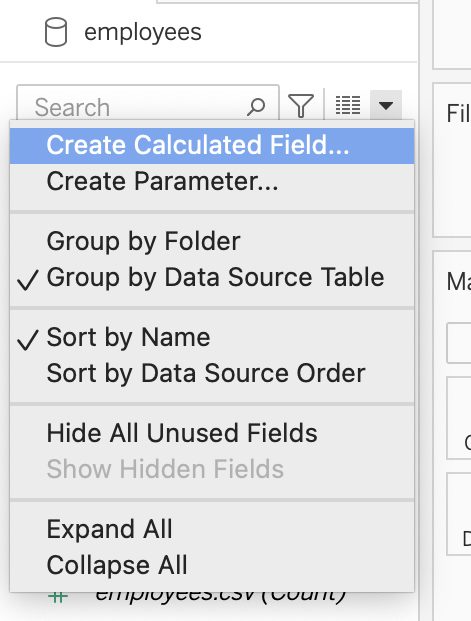 employees
Search
Fil
Create Calculated Field...
Create Parameter...
Group by Folder
Group by Data Source Table
Ma
Sort by Name
Sort by Data Source Order
Hide All Unused Fields
Show Hidden Fields
Expand All
Collapse All
employees.csv (Count)